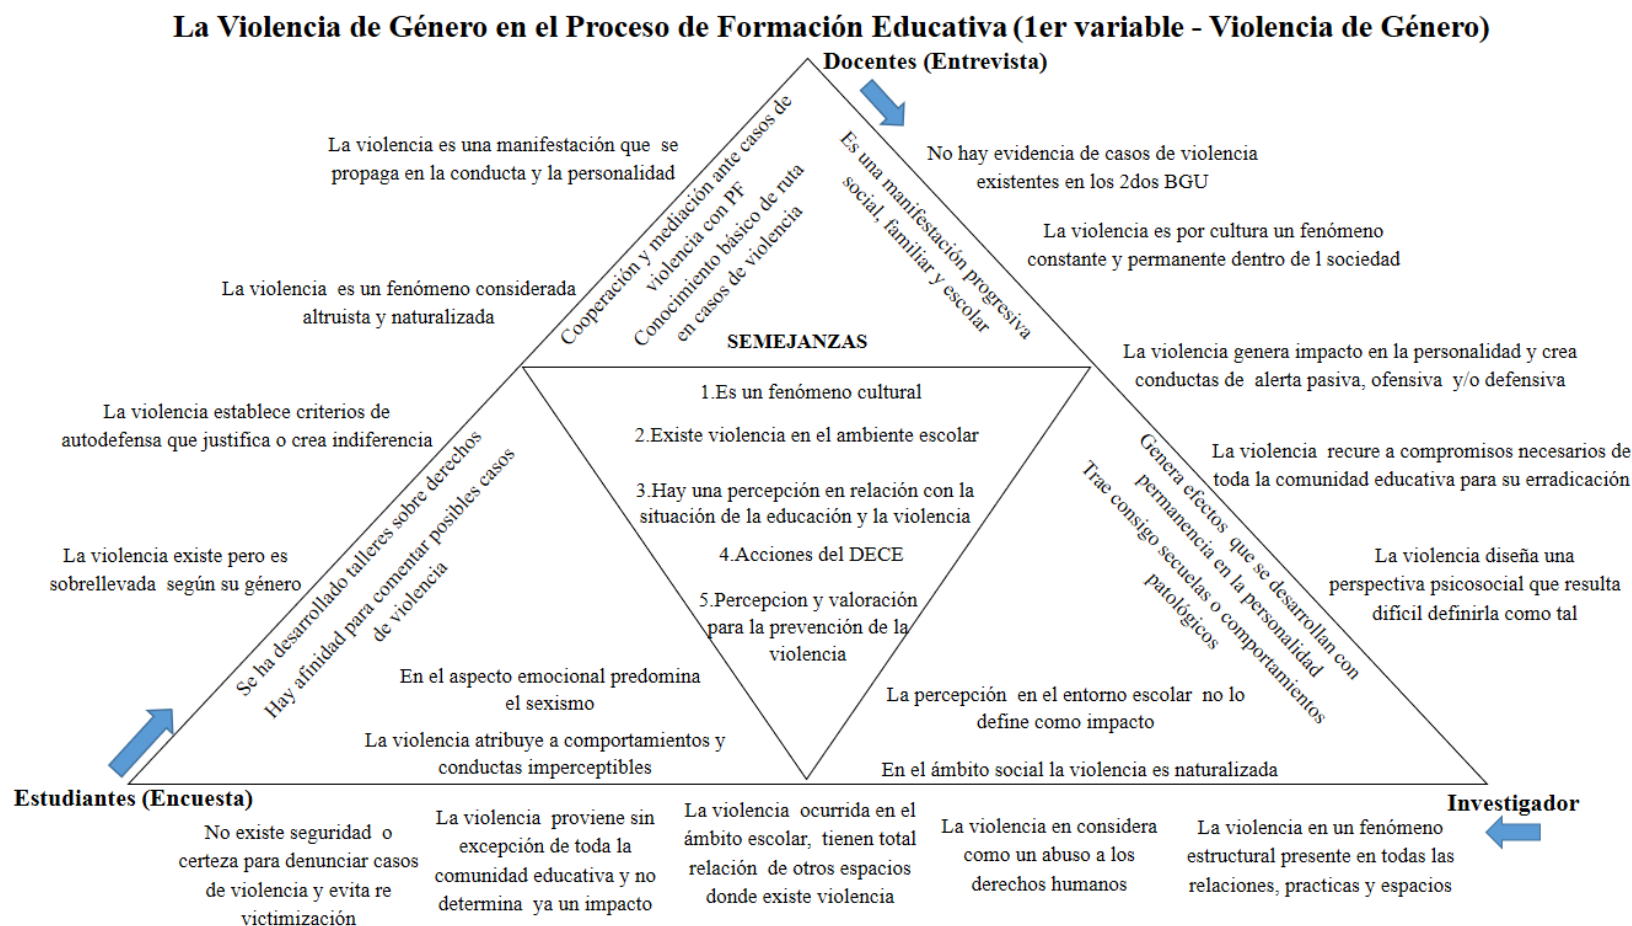 La Violencia de Género en el Proceso de Formación Educativa (1er variable - Violencia de Género)
Docentes (Entrevista)
La violencia es una manifestación que se
propaga en la conducta y la personalidad
La violencia es un fenómeno considerada
altruista y naturalizada
La violencia establece criterios de
autodefensa que justifica o crea indiferencia
La violencia existe pero es
sobrellevada según su género
Cooperación y mediación ante casos de
violencia con PF
Conocimiento básico de ruta
en casos de violencia
Es una manifestación progresiva
social, familiar y escolar
No hay evidencia de casos de violencia
existentes en los 2dos BGU
La violencia es por cultura un fenómeno
constante y permanente dentro de l sociedad
La violencia genera impacto en la personalidad y crea
conductas de alerta pasiva, ofensiva y/o defensiva
La violencia recure a compromisos necesarios de
toda la comunidad educativa para su erradicación
La violencia diseña una
perspectiva psicosocial que resulta
difícil definirla como tal
SEMEJANZAS
1.Es un fenómeno cultural
2.Existe violencia en el ambiente escolar
3.Hay una percepción en relación con la
situación de la educación y la violencia
4.Acciones del DECE
5.Percepcion y valoración
para la prevención de la
violencia
Se ha desarrollado talleres sobre derechos
Hay afinidad para comentar posibles casos
de violencia
En el aspecto emocional predomina
el sexismo
La violencia atribuye a comportamientos y
conductas imperceptibles
Genera efectos que se desarrollan con
permanencia en la personalidad
Trae consigo secuelas o comportamientos
patológicos
La percepción en el entorno escolar no lo
define como impacto
En el ámbito social la violencia es naturalizada
Estudiantes (Encuesta)
Investigador
No existe seguridad o
certeza para denunciar casos
de violencia y evita re
victimización
La violencia proviene sin
excepción de toda la
comunidad educativa y no
determina ya un impacto
La violencia ocurrida en el
ámbito escolar, tienen total
relación de otros espacios
donde existe violencia
La violencia en considera
como un abuso a los
derechos humanos
La violencia en un fenómeno
estructural presente en todas las
relaciones, practicas y espacios